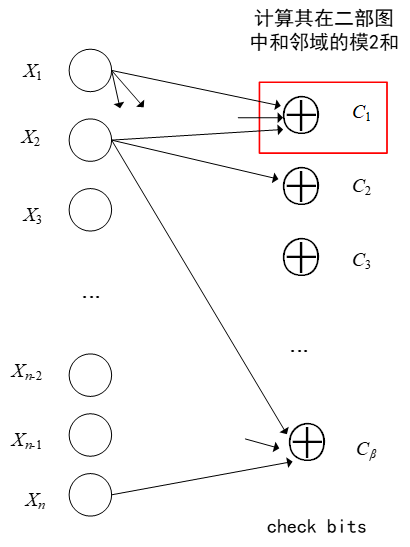 计算其在二部图
中和邻域的模2和
X1
C1
X2
C2
X3
C3
...
...
Xn-2
Xn-1
Cβ
Xn
check bits